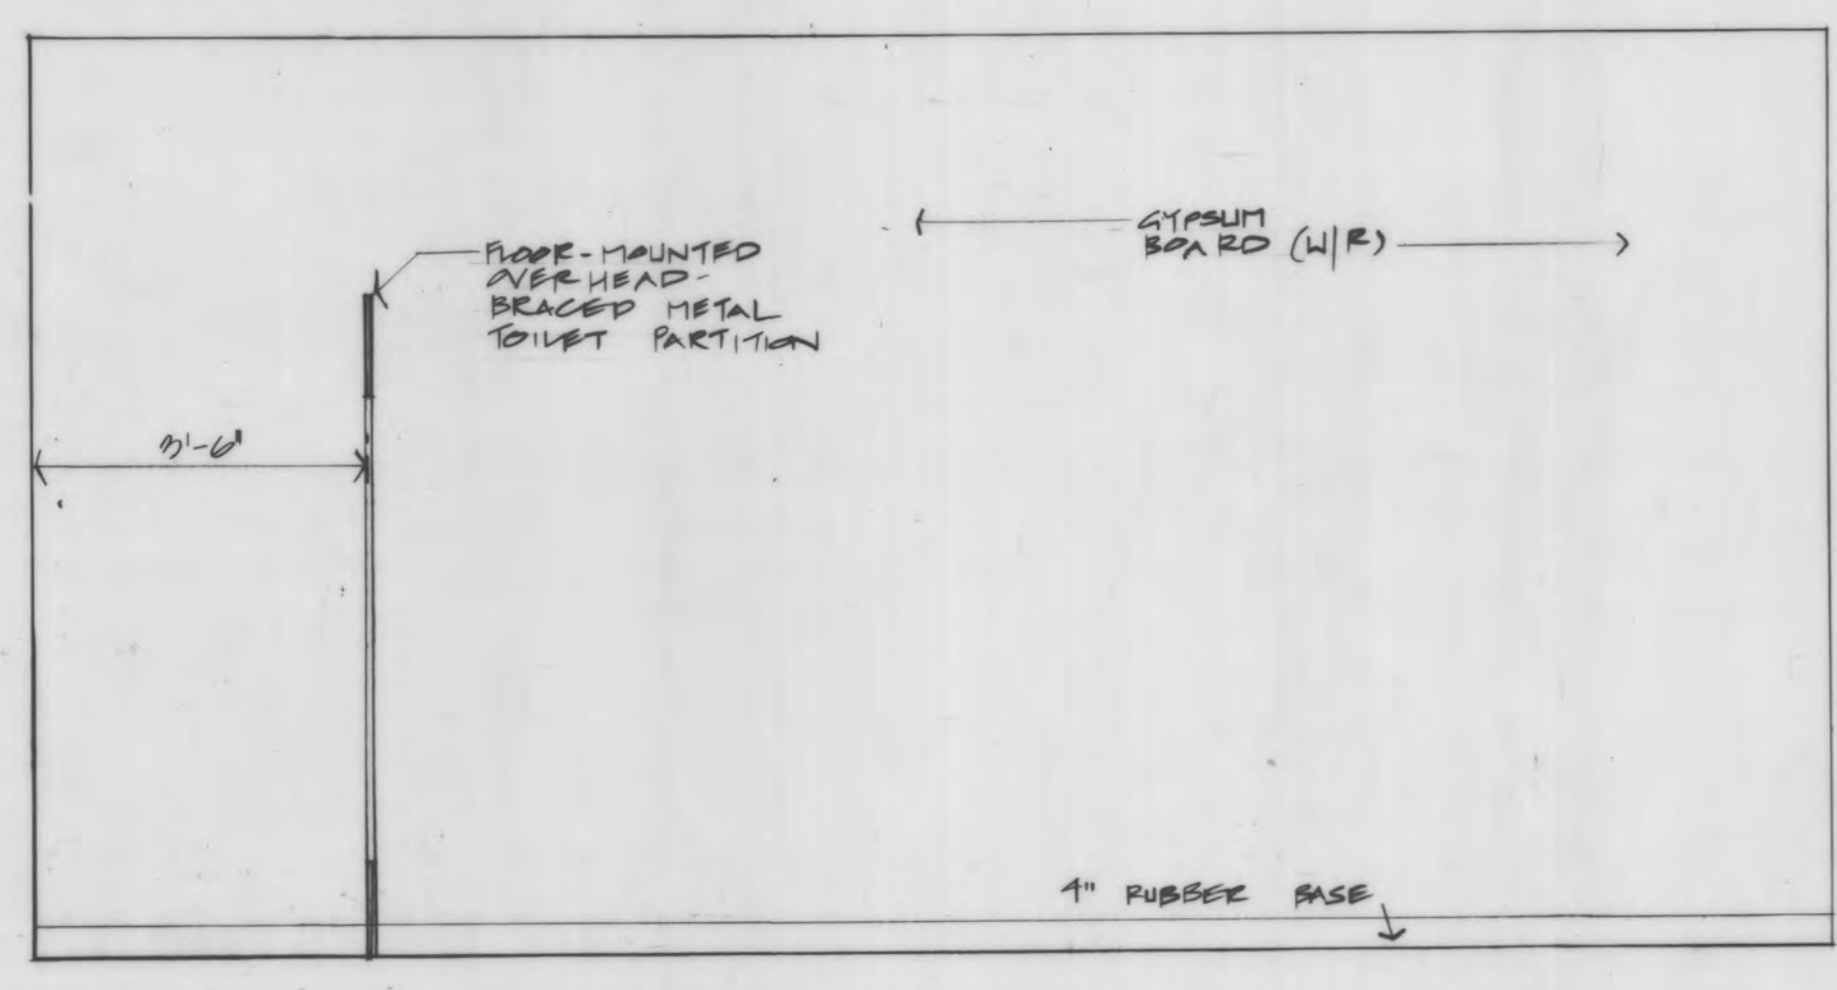 GYPSUM
BOARD (W/R)
FLOOR-MOUNTED
OVERHEAD-
BRACED METAL
TOILET PARTITION
3'-6"
4" RUBBER BASE